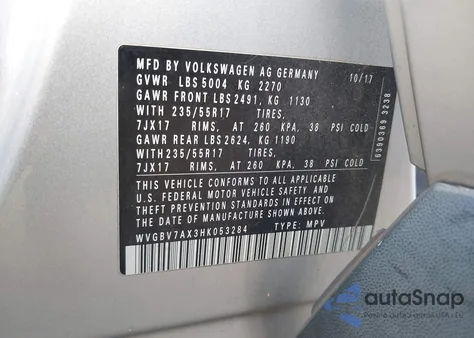 MFD BY VOLKSWAGEN AG GERMANY
GVWR LBS 5004 KG 2270 10/17
GAWR FRONT LBS 2491, KG 1130
WITH 235/55R17 TIRES,
7JX17 RIMS, AT 260 KPA, 38 PSI COLD
GAWR REAR LBS 2624, KG 1190
WITH 235/55R17 TIRES,
7JX17 RIMS, AT 260 KPA, 38 PSI COLD
THIS VEHICLE CONFORMS TO ALL APPLICABLE
U.S. FEDERAL MOTOR VEHICLE SAFETY
THEFT PREVENTION STANDARDS IN EFFECT ON
THE DATE OF MANUFACTURE SHOWN ABOVE.
WVGBV7AX3HK053284 TYPE: MPV
6390369 3238
autoSnap